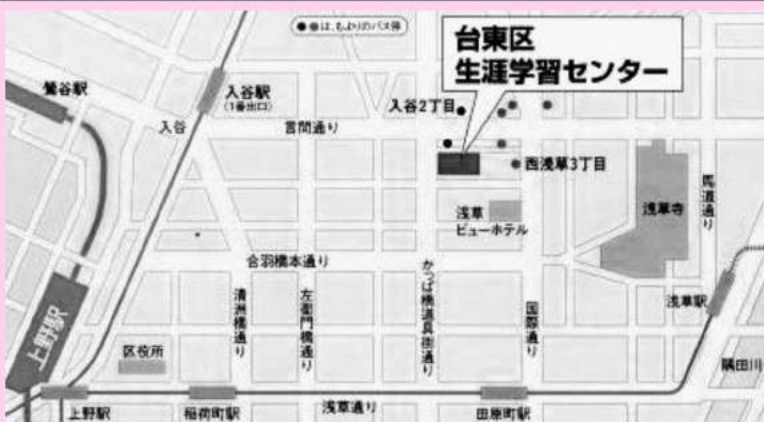 ●●は、もよりのバス停
台東区
生涯学習センター
鶯谷駅
入谷駅
(1番出口)
入谷2丁目
入谷
言問通り
西浅草3丁目
馬道通り
浅草寺
浅草
ビューホテル
合羽橋本通り
浅草駅
清洲橋通り
左衛門橋通り
かっぱ橋道具街通り
国際通り
上野駅
区役所
隅田川
上野駅
稲荷町駅
浅草通り
田原町駅